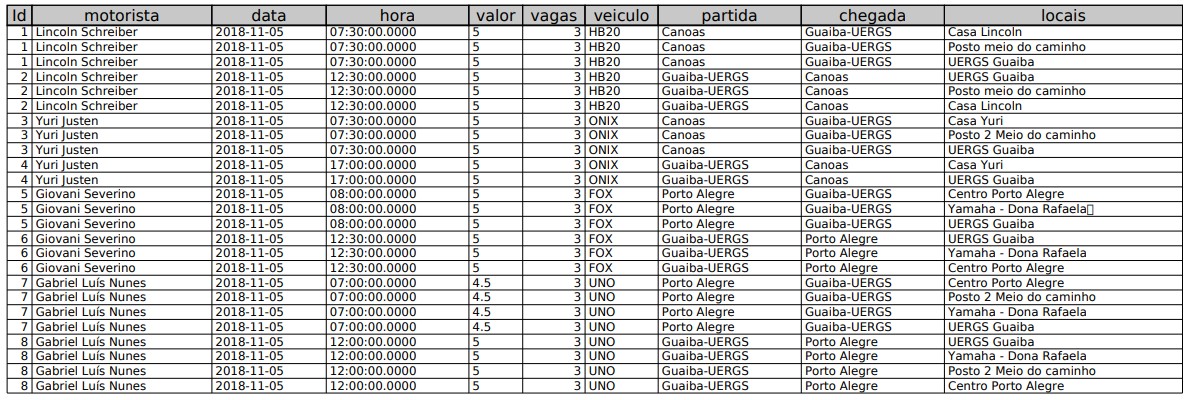 Id motorista data hora valor vagas veiculo partida chegada locais
1 Lincoln Schreiber 2018-11-05 07:30:00.0000 5 3 HB20 Canoas Guaiba-UERGS Casa Lincoln
1 Lincoln Schreiber 2018-11-05 07:30:00.0000 5 3 HB20 Canoas Guaiba-UERGS Posto meio do caminho
1 Lincoln Schreiber 2018-11-05 07:30:00.0000 5 3 HB20 Canoas Guaiba-UERGS UERGS Guaiba
2 Lincoln Schreiber 2018-11-05 12:30:00.0000 5 3 HB20 Guaiba-UERGS Canoas UERGS Guaiba
2 Lincoln Schreiber 2018-11-05 12:30:00.0000 5 3 HB20 Guaiba-UERGS Canoas Posto meio do caminho
2 Lincoln Schreiber 2018-11-05 12:30:00.0000 5 3 HB20 Guaiba-UERGS Canoas Casa Lincoln
3 Yuri Justen 2018-11-05 07:30:00.0000 5 3 ONIX Canoas Guaiba-UERGS Casa Yuri
3 Yuri Justen 2018-11-05 07:30:00.0000 5 3 ONIX Canoas Guaiba-UERGS Posto 2 Meio do caminho
3 Yuri Justen 2018-11-05 07:30:00.0000 5 3 ONIX Canoas Guaiba-UERGS UERGS Guaiba
4 Yuri Justen 2018-11-05 17:00:00.0000 5 3 ONIX Guaiba-UERGS Canoas Casa Yuri
4 Yuri Justen 2018-11-05 17:00:00.0000 5 3 ONIX Guaiba-UERGS Canoas UERGS Guaiba
5 Giovani Severino 2018-11-05 08:00:00.0000 5 3 FOX Porto Alegre Guaiba-UERGS Centro Porto Alegre
5 Giovani Severino 2018-11-05 08:00:00.0000 5 3 FOX Porto Alegre Guaiba-UERGS Yamaha - Dona Rafaela
5 Giovani Severino 2018-11-05 08:00:00.0000 5 3 FOX Porto Alegre Guaiba-UERGS UERGS Guaiba
6 Giovani Severino 2018-11-05 12:30:00.0000 5 3 FOX Guaiba-UERGS Porto Alegre UERGS Guaiba
6 Giovani Severino 2018-11-05 12:30:00.0000 5 3 FOX Guaiba-UERGS Porto Alegre Yamaha - Dona Rafaela
6 Giovani Severino 2018-11-05 12:30:00.0000 5 3 FOX Guaiba-UERGS Porto Alegre Centro Porto Alegre
7 Gabriel Luís Nunes 2018-11-05 07:00:00.0000 4.5 3 UNO Porto Alegre Guaiba-UERGS Centro Porto Alegre
7 Gabriel Luís Nunes 2018-11-05 07:00:00.0000 4.5 3 UNO Porto Alegre Guaiba-UERGS Posto 2 Meio do caminho
7 Gabriel Luís Nunes 2018-11-05 07:00:00.0000 4.5 3 UNO Porto Alegre Guaiba-UERGS Yamaha - Dona Rafaela
7 Gabriel Luís Nunes 2018-11-05 07:00:00.0000 4.5 3 UNO Porto Alegre Guaiba-UERGS UERGS Guaiba
8 Gabriel Luís Nunes 2018-11-05 12:00:00.0000 5 3 UNO Guaiba-UERGS Porto Alegre UERGS Guaiba
8 Gabriel Luís Nunes 2018-11-05 12:00:00.0000 5 3 UNO Guaiba-UERGS Porto Alegre Yamaha - Dona Rafaela
8 Gabriel Luís Nunes 2018-11-05 12:00:00.0000 5 3 UNO Guaiba-UERGS Porto Alegre Posto 2 Meio do caminho
8 Gabriel Luís Nunes 2018-11-05 12:00:00.0000 5 3 UNO Guaiba-UERGS Porto Alegre Centro Porto Alegre